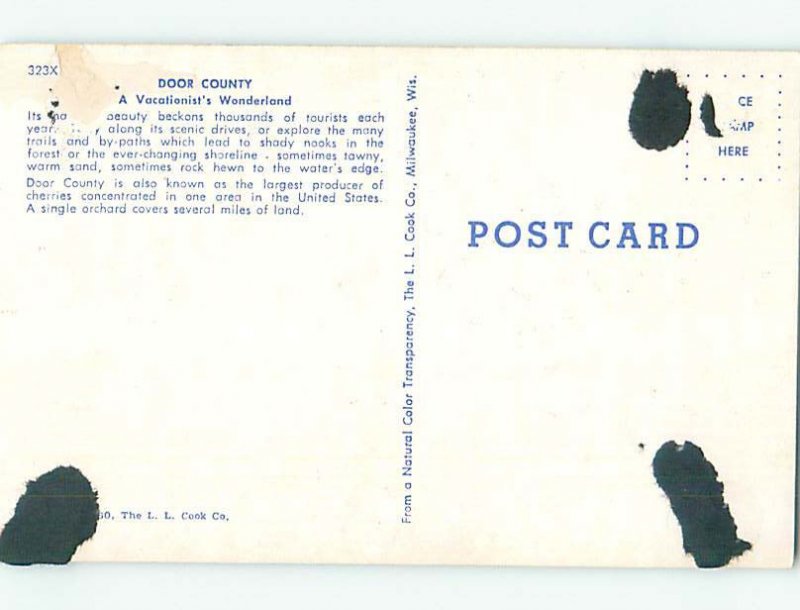 323X
DOOR COUNTY
A Vacationist's Wonderland
Its beauty beckons thousands of tourists each
year. along its scenic drives, or explore the many
trails and by-paths which lead to shady nooks in the
forest or the ever-changing shoreline - sometimes tawny,
warm sand, sometimes rock hewn to the water's edge.
Door County is also known as the largest producer of
cherries concentrated in one area in the United States.
A single orchard covers several miles of land.
60, The L. L. Cook Co.
From a Natural Color Transparency, The L. L. Cook Co., Milwaukee, Wis.
CE
AMP
HERE
POST CARD